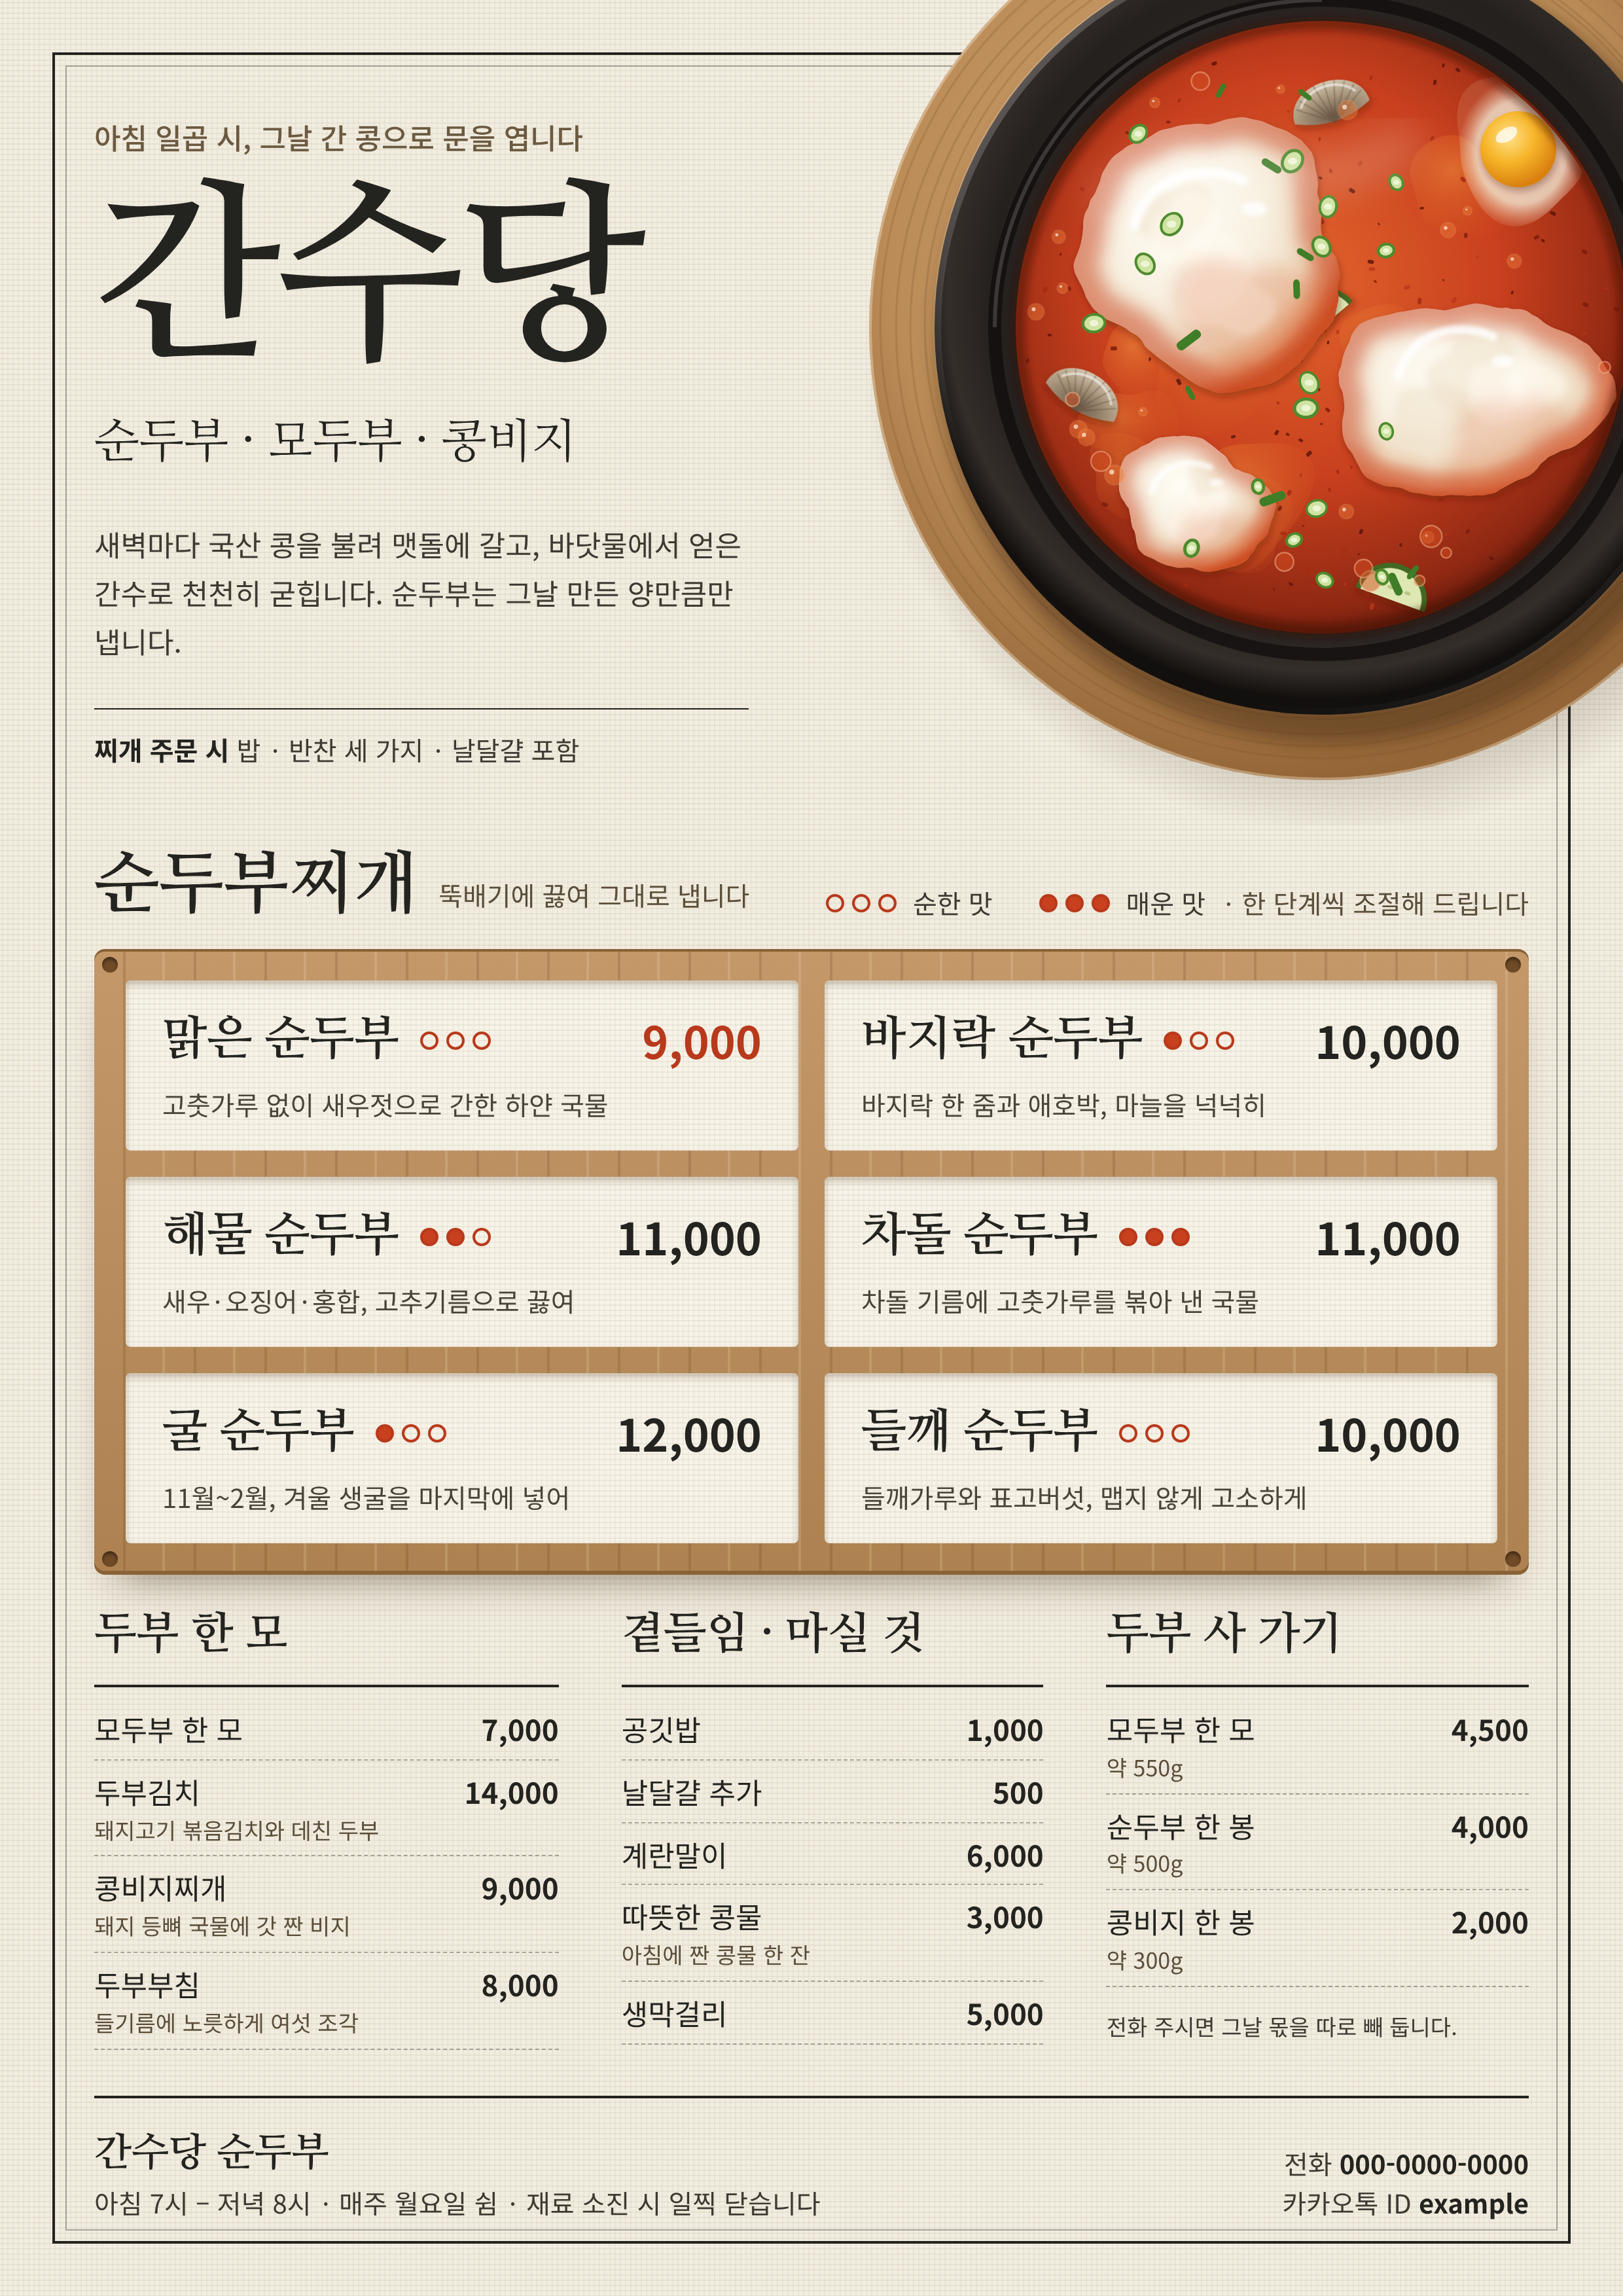 아침 일곱 시, 그날 간 콩으로 문을 엽니다
간수당
순두부 · 모두부 · 콩비지
새벽마다 국산 콩을 불려 맷돌에 갈고, 바닷물에서 얻은
간수로 천천히 굳힙니다. 순두부는 그날 만든 양만큼만
냅니다.
찌개 주문 시 밥 · 반찬 세 가지 · 날달걀 포함
순두부찌개 뚝배기에 끓여 그대로 냅니다 ○○○ 순한 맛 ●●● 매운 맛 · 한 단계씩 조절해 드립니다
맑은 순두부 ○○○ 9,000
고춧가루 없이 새우젓으로 간한 하얀 국물
바지락 순두부 ●○○ 10,000
바지락 한 줌과 애호박, 마늘을 넉넉히
해물 순두부 ●●○ 11,000
새우·오징어·홍합, 고추기름으로 끓여
차돌 순두부 ●●● 11,000
차돌 기름에 고춧가루를 볶아 낸 국물
굴 순두부 ●○○ 12,000
11월~2월, 겨울 생굴을 마지막에 넣어
들깨 순두부 ○○○ 10,000
들깨가루와 표고버섯, 맵지 않게 고소하게
두부 한 모
모두부 한 모 7,000
두부김치 14,000
돼지고기 볶음김치와 데친 두부
콩비지찌개 9,000
돼지 등뼈 국물에 갓 짠 비지
두부부침 8,000
들기름에 노릇하게 여섯 조각
곁들임 · 마실 것
공깃밥 1,000
날달걀 추가 500
계란말이 6,000
따뜻한 콩물 3,000
아침에 짠 콩물 한 잔
생막걸리 5,000
두부 사 가기
모두부 한 모 4,500
약 550g
순두부 한 봉 4,000
약 500g
콩비지 한 봉 2,000
약 300g
전화 주시면 그날 몫을 따로 빼 둡니다.
간수당 순두부
아침 7시 – 저녁 8시 · 매주 월요일 쉼 · 재료 소진 시 일찍 닫습니다
전화 000-0000-0000
카카오톡 ID example